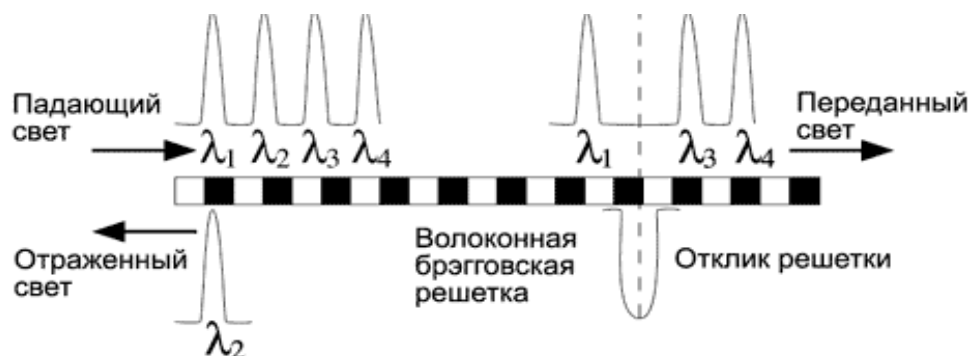 Падающий
свет
λ1 λ2 λ3 λ4
λ1 λ3 λ4
Переданный
свет
Отраженный
свет
λ2
Волоконная
брэгговская
решетка
Отклик решетки